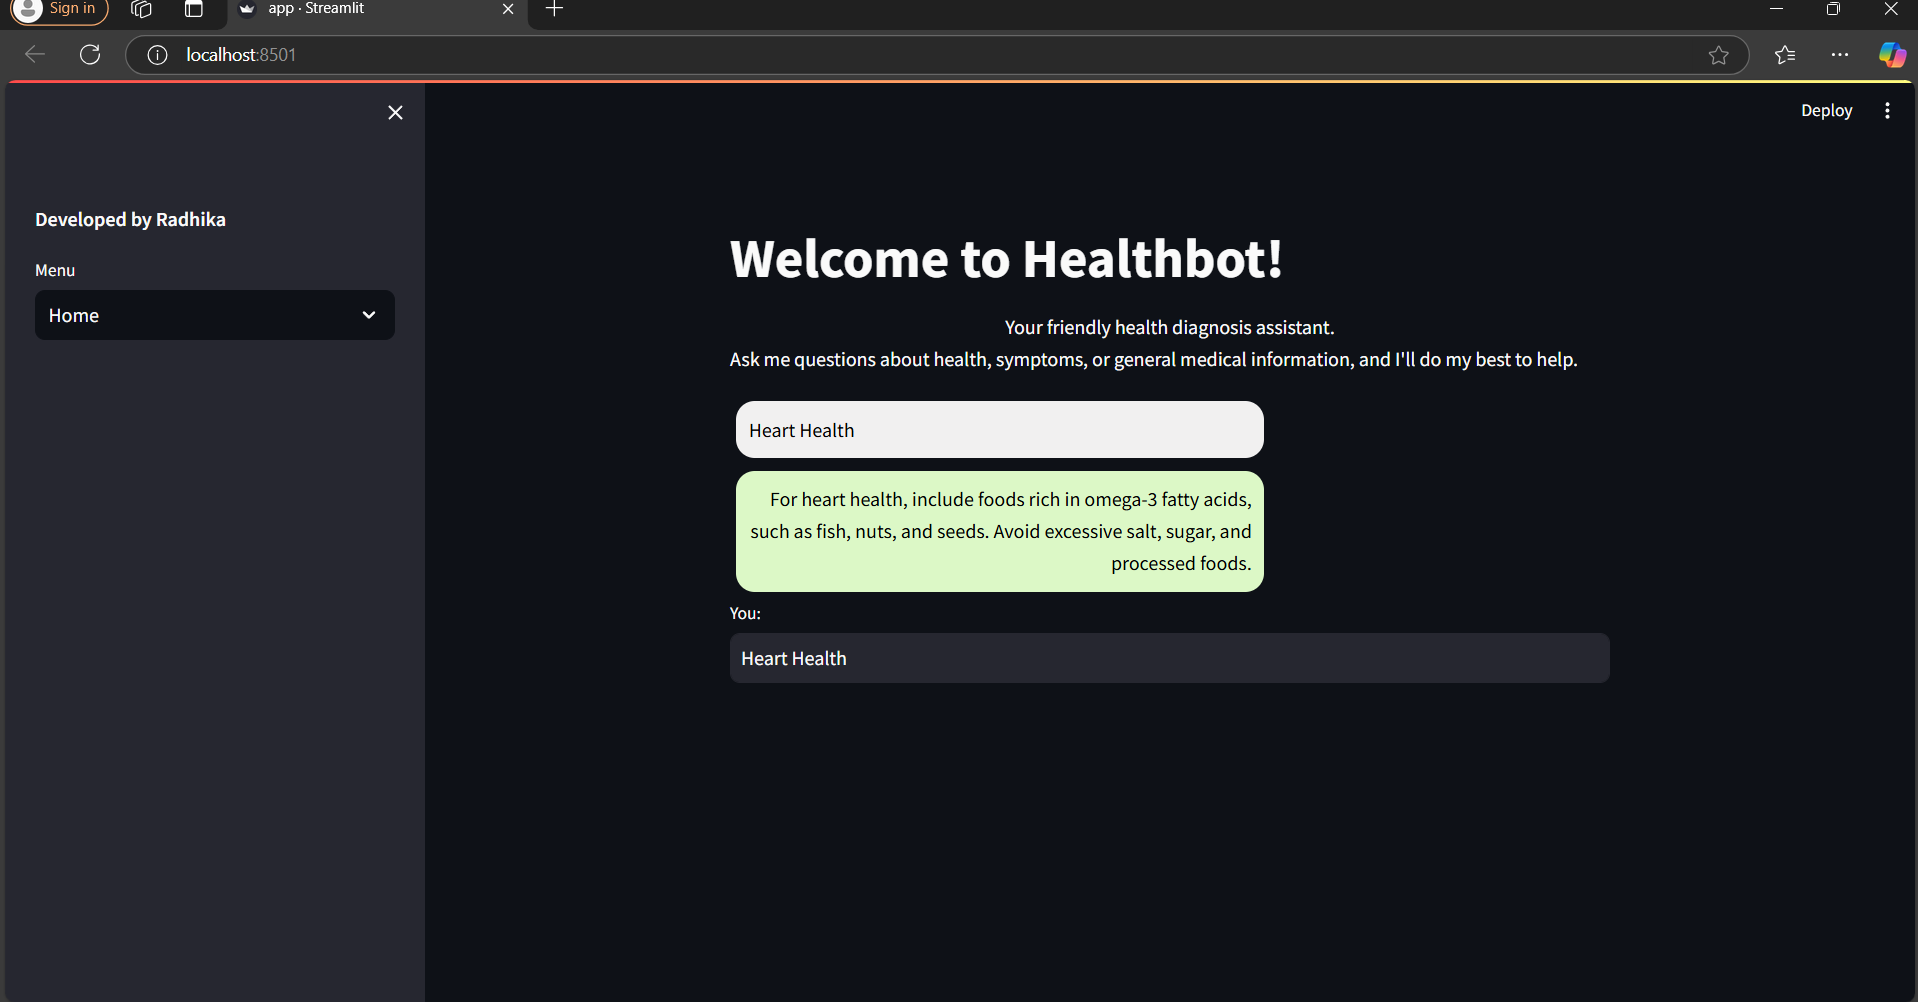 Sign in
app · Streamlit
localhost:8501
Deploy
Developed by Radhika
Menu
Home
Welcome to Healthbot!
Your friendly health diagnosis assistant.
Ask me questions about health, symptoms, or general medical information, and I'll do my best to help.
Heart Health
For heart health, include foods rich in omega-3 fatty acids,
such as fish, nuts, and seeds. Avoid excessive salt, sugar, and
processed foods.
You:
Heart Health